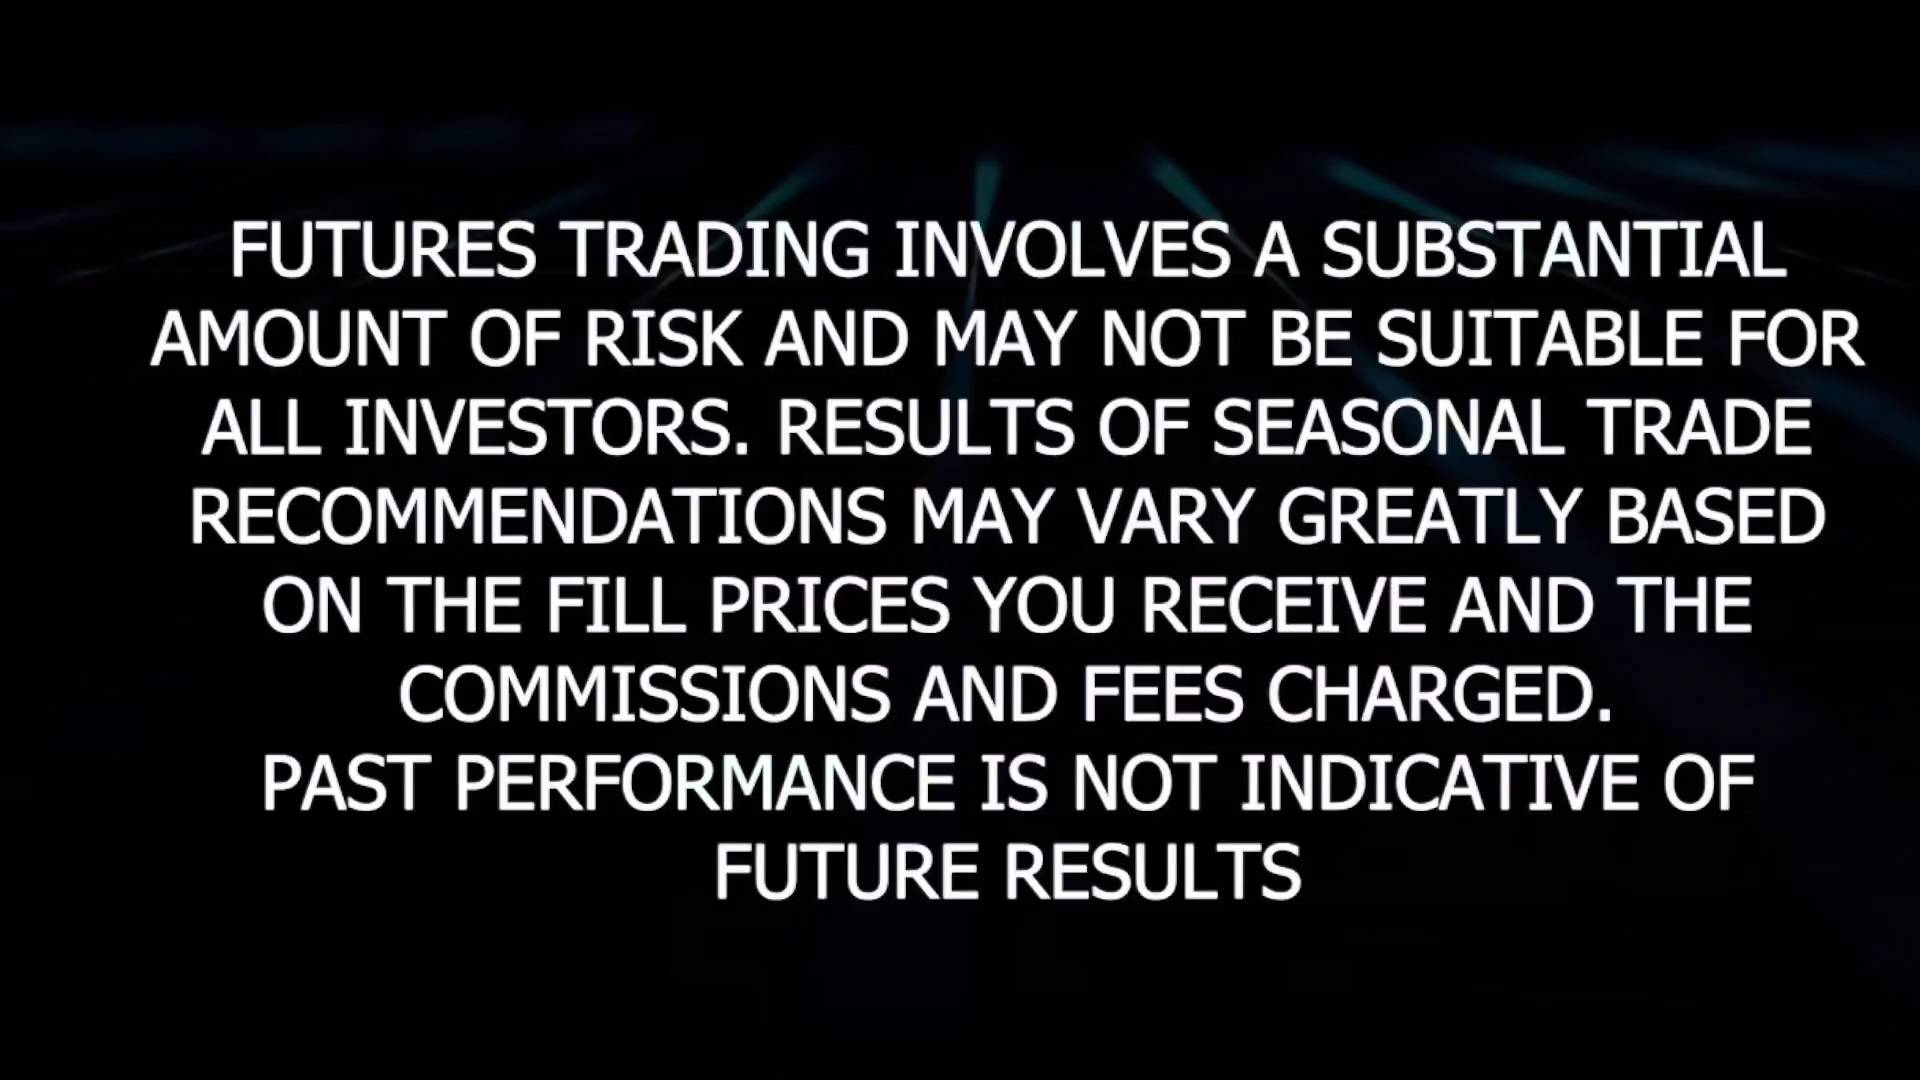 FUTURES TRADING INVOLVES A SUBSTANTIAL
AMOUNT OF RISK AND MAY NOT BE SUITABLE FOR
ALL INVESTORS. RESULTS OF SEASONAL TRADE
RECOMMENDATIONS MAY VARY GREATLY BASED
ON THE FILL PRICES YOU RECEIVE AND THE
COMMISSIONS AND FEES CHARGED.
PAST PERFORMANCE IS NOT INDICATIVE OF
FUTURE RESULTS